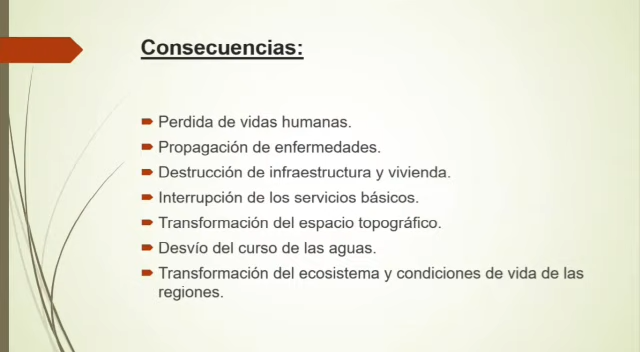 Consecuencias:
Perdida de vidas humanas.
Propagación de enfermedades.
Destrucción de infraestructura y vivienda.
Interrupción de los servicios básicos.
Transformación del espacio topográfico.
Desvío del curso de las aguas.
Transformación del ecosistema y condiciones de vida de las
regiones.